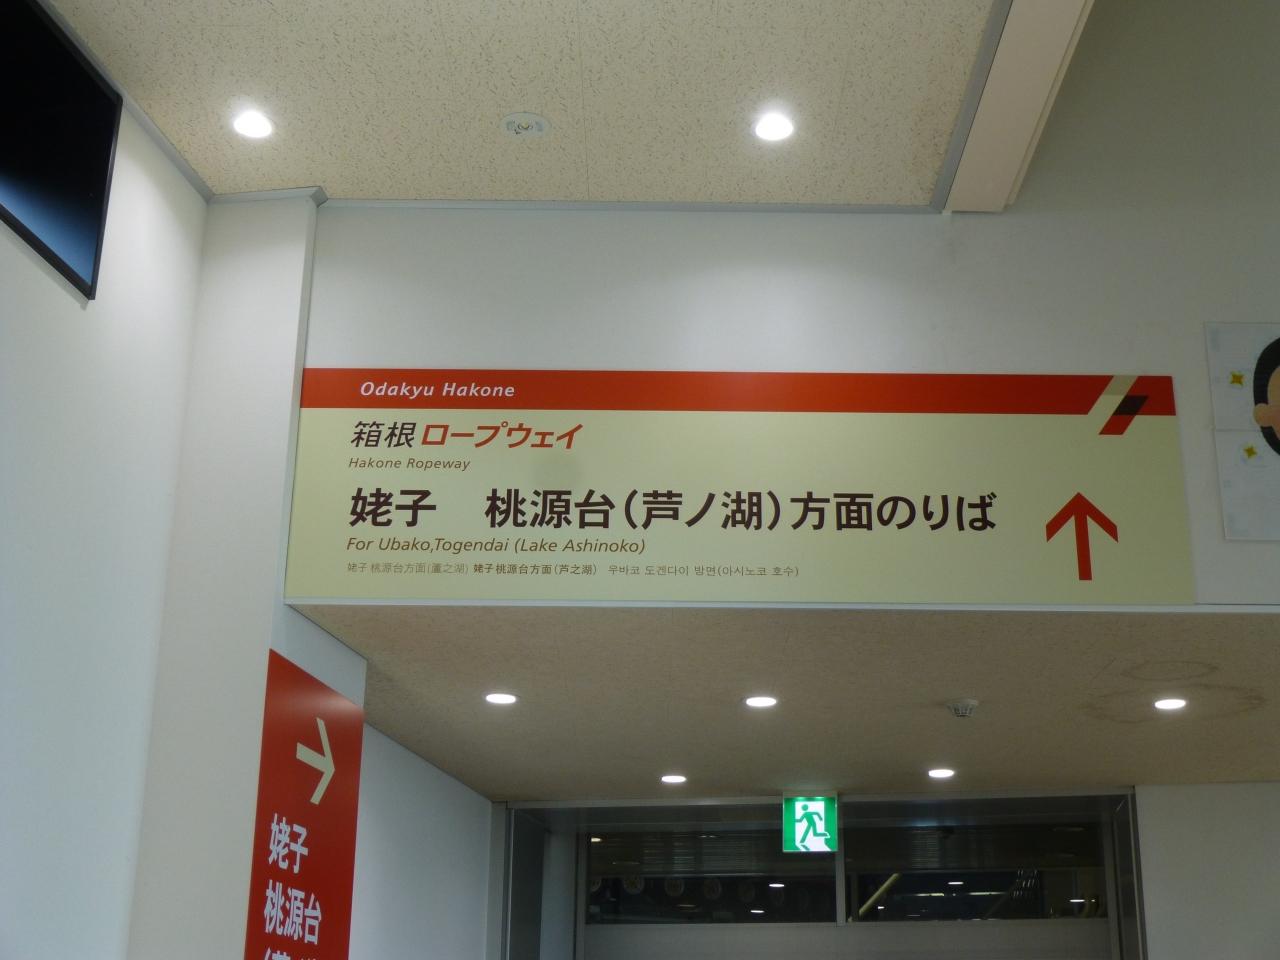 Odakyu Hakone
箱根ロープウェイ
Hakone Ropeway
姥子　桃源台（芦ノ湖）方面のりば
For Ubako,Togendai (Lake Ashinoko)
姥子 桃源台方面(蘆之湖) 姥子桃源台方面(芦之湖) 우바코 도겐다이 방면(아시노코 호수)
姥子
桃源台